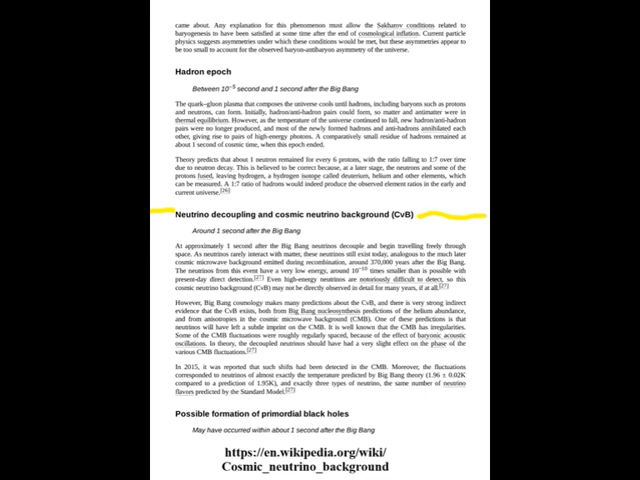 came about. Any explanation for this phenomenon must allow the Sakharov conditions related to
baryogenesis to have been satisfied at some time after the end of cosmological inflation. Current particle
physics suggests asymmetries under which these conditions would be met, but these asymmetries appear to
be too small to account for the observed baryon-antibaryon asymmetry of the universe.
Hadron epoch
Between 10⁻⁵ second and 1 second after the Big Bang
The quark–gluon plasma that composes the universe cools until hadrons, including baryons such as protons
and neutrons, can form. Initially, hadron/anti-hadron pairs could form, so matter and antimatter were in
thermal equilibrium. However, as the temperature of the universe continued to fall, new hadron/anti-hadron
pairs were no longer produced, and most of the newly formed hadrons and anti-hadrons annihilated each
other, giving rise to pairs of high-energy photons. A comparatively small residue of hadrons remained at
about 1 second of cosmic time, when this epoch ended.
Theory predicts that about 1 neutron remained for every 6 protons, with the ratio falling to 1:7 over time
due to neutron decay. This is believed to be correct because, at a later stage, the neutrons and some of the
protons fused, leaving hydrogen, a hydrogen isotope called deuterium, helium and other elements, which
can be measured. A 1:7 ratio of hadrons would indeed produce the observed element ratios in the early and
current universe.[26]
Neutrino decoupling and cosmic neutrino background (CνB)
Around 1 second after the Big Bang
At approximately 1 second after the Big Bang neutrinos decouple and begin travelling freely through
space. As neutrinos rarely interact with matter, these neutrinos still exist today, analogous to the much later
cosmic microwave background emitted during recombination, around 370,000 years after the Big Bang.
The neutrinos from this event have a very low energy, around 10⁻¹⁰ times smaller than is possible with
present-day direct detection.[27] Even high-energy neutrinos are notoriously difficult to detect, so this
cosmic neutrino background (CνB) may not be directly observed in detail for many years, if at all.[27]
However, Big Bang cosmology makes many predictions about the CνB, and there is very strong indirect
evidence that the CνB exists, both from Big Bang nucleosynthesis predictions of the helium abundance,
and from anisotropies in the cosmic microwave background (CMB). One of these predictions is that
neutrinos will have left a subtle imprint on the CMB. It is well known that the CMB has irregularities.
Some of the CMB fluctuations were roughly regularly spaced, because of the effect of baryonic acoustic
oscillations. In theory, the decoupled neutrinos should have had a very slight effect on the phase of the
various CMB fluctuations.[27]
In 2015, it was reported that such shifts had been detected in the CMB. Moreover, the fluctuations
corresponded to neutrinos of almost exactly the temperature predicted by Big Bang theory (1.96 ± 0.02K
compared to a prediction of 1.95K), and exactly three types of neutrino, the same number of neutrino
flavors predicted by the Standard Model.[27]
Possible formation of primordial black holes
May have occurred within about 1 second after the Big Bang
https://en.wikipedia.org/wiki/
Cosmic_neutrino_background